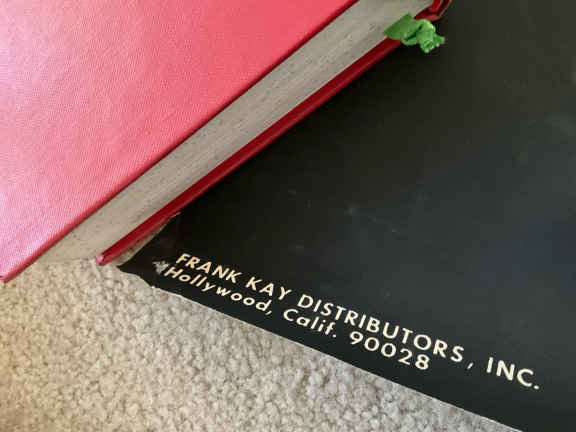 FRANK KAY DISTRIBUTORS, INC.
Hollywood, Calif. 90028